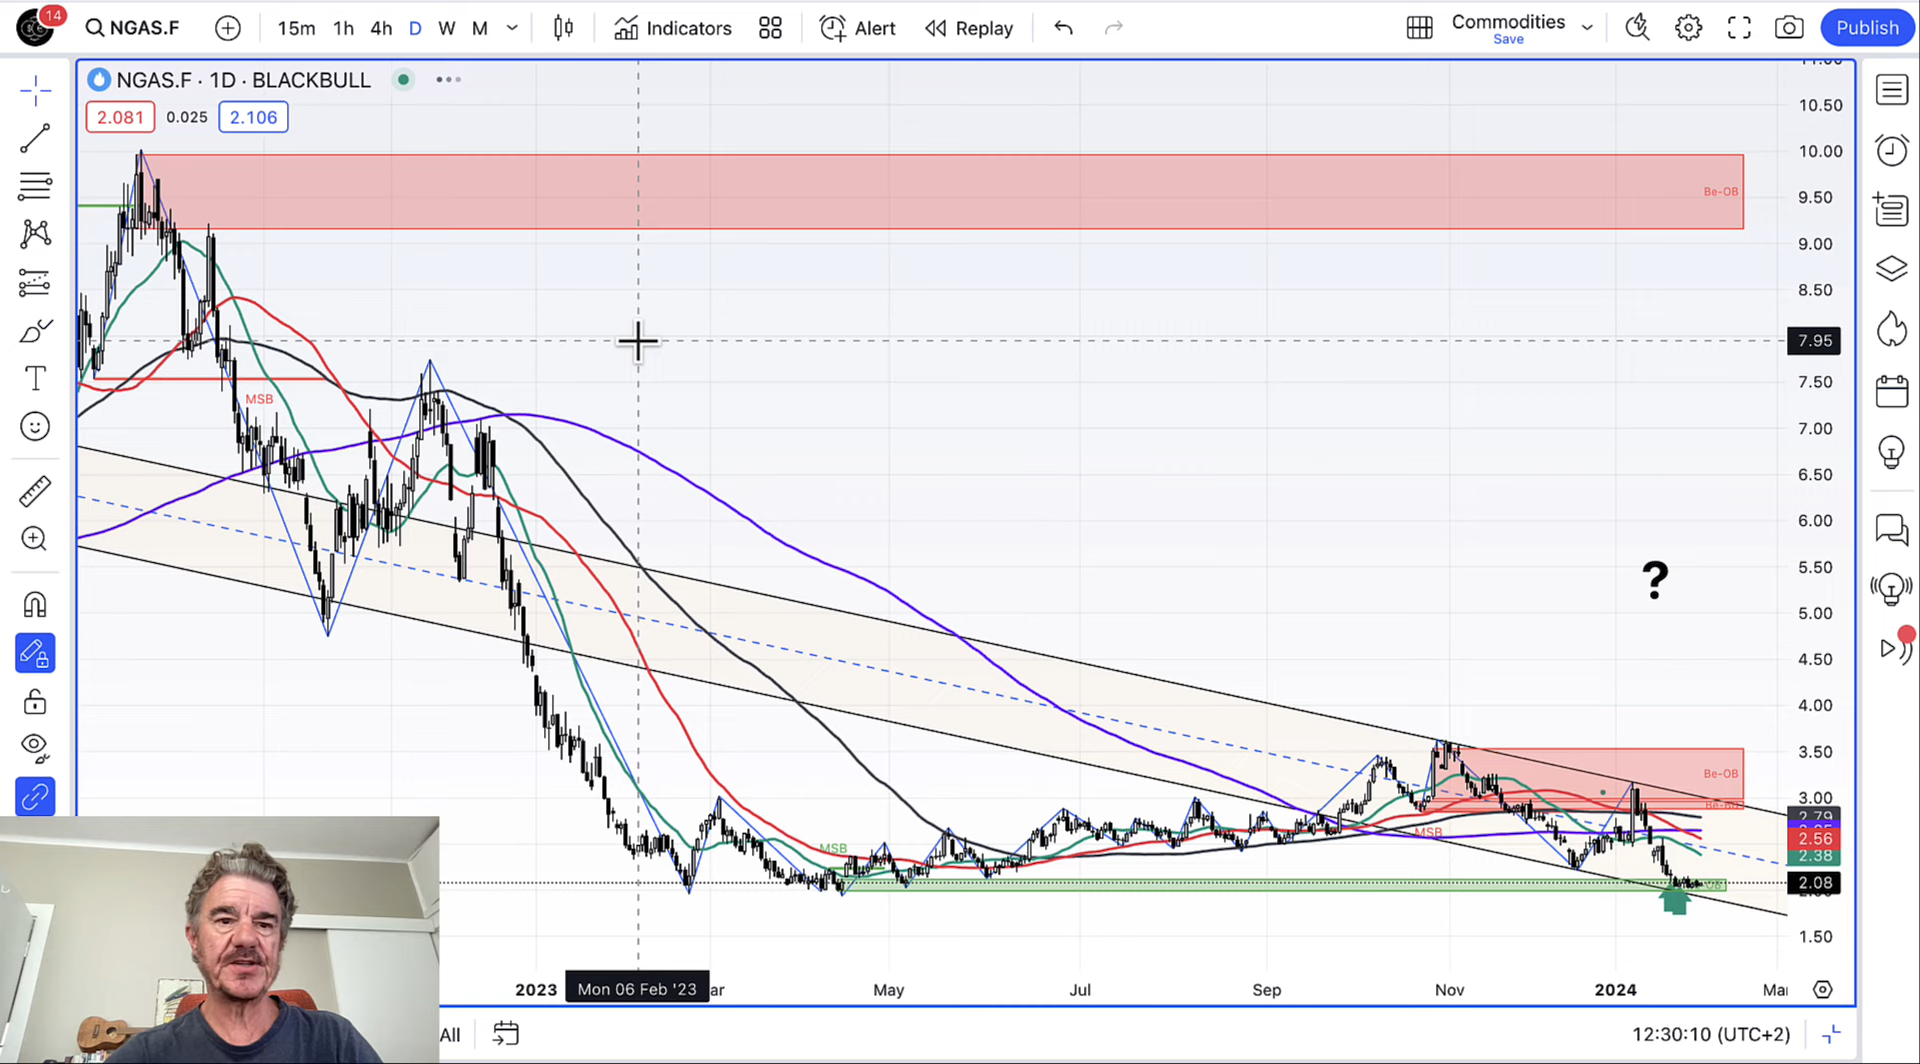 14
NGAS.F
15m 1h 4h D W M
Indicators
Alert
Replay
Commodities
Save
Publish
NGAS.F · 1D · BLACKBULL
2.081 0.025 2.106
10.50
10.00
Be-OB
9.50
9.00
8.50
7.95
7.50
MSB
7.00
6.50
6.00
?
5.50
5.00
4.50
4.00
3.50
Be-OB
3.00
2.79
MSB
2.56
MSB
2.38
2.08
1.50
2023 Mon 06 Feb '23 ar May Jul Sep Nov 2024
All
12:30:10 (UTC+2)